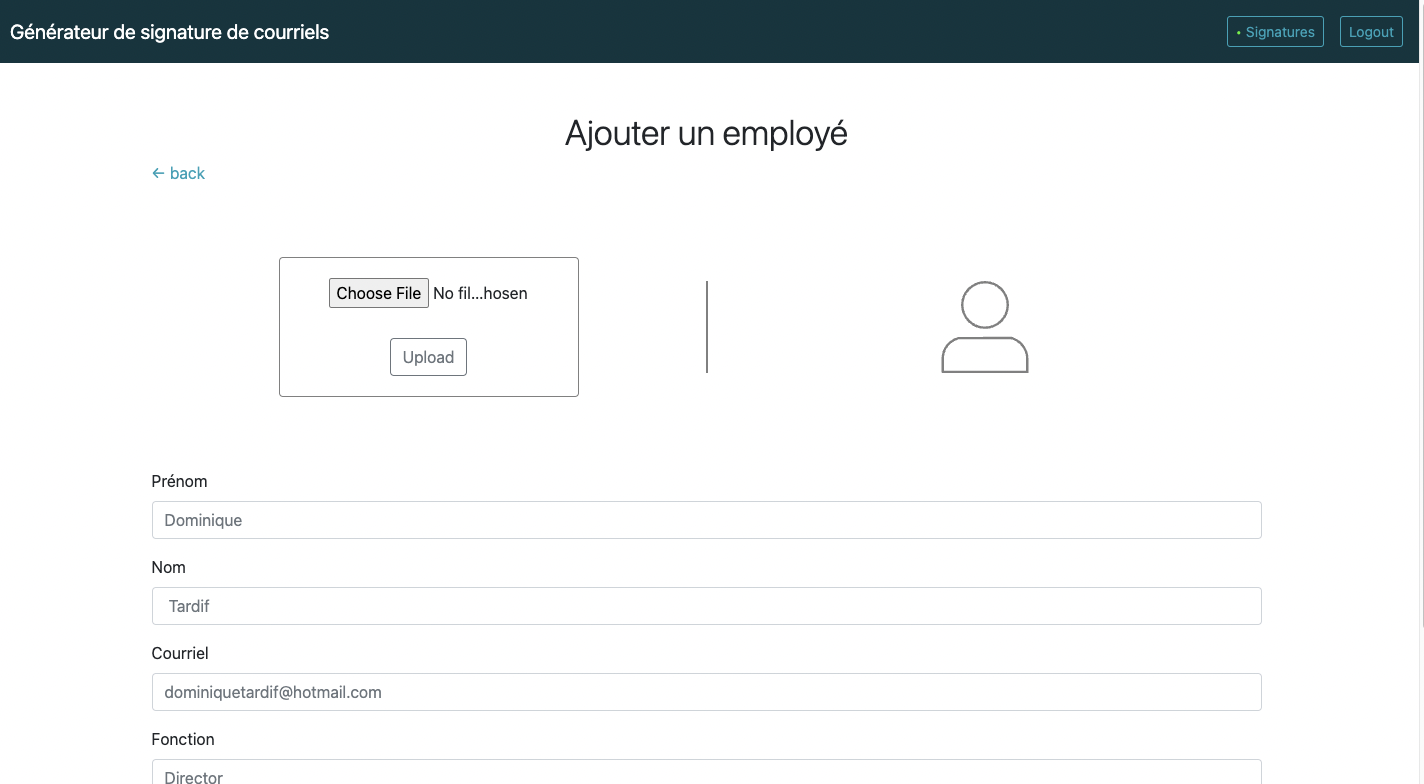 Générateur de signature de courriels
• Signatures
Logout
Ajouter un employé
← back
Choose File No fil...hosen
Upload
Prénom
Dominique
Nom
Tardif
Courriel
dominiquetardif@hotmail.com
Fonction
Director